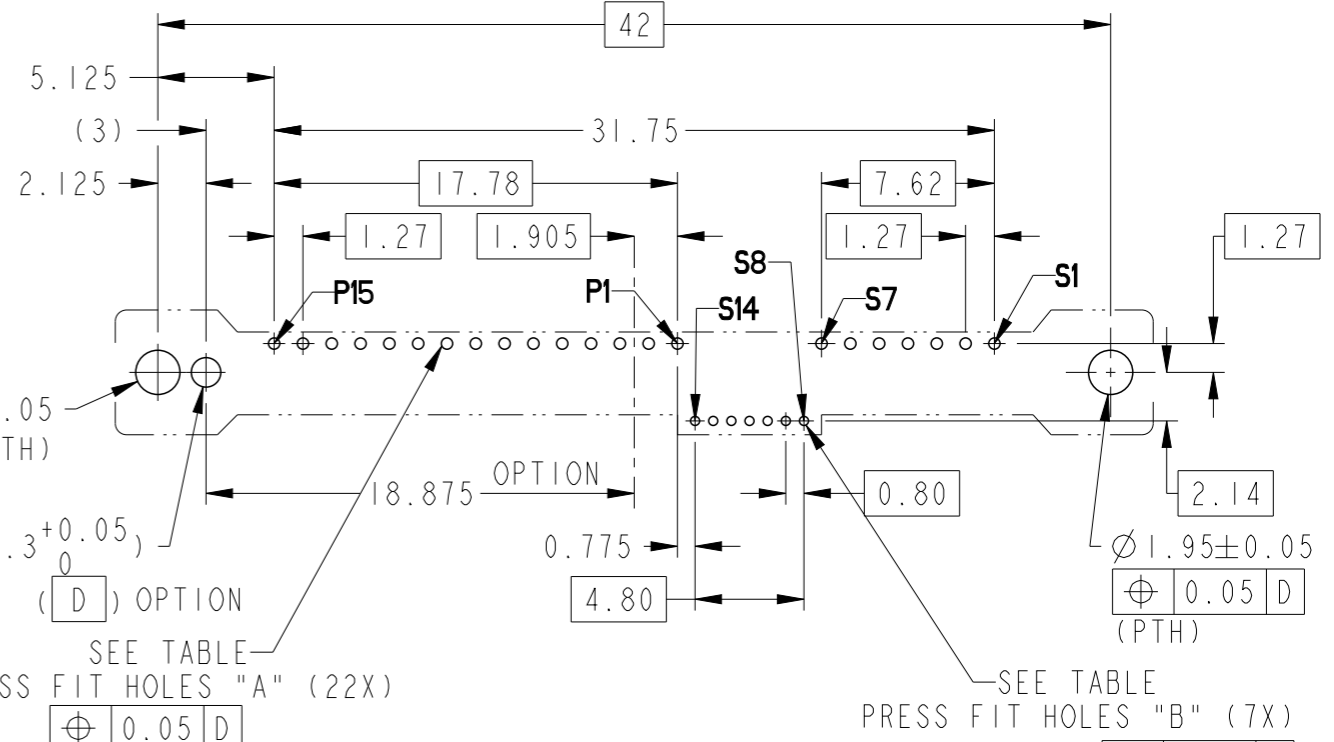 42
5.125
(3)
31.75
2.125
17.78
7.62
1.27
1.905
1.27
1.27
S8
P15
P1
S14
S7
S1
.05
TH)
OPTION
18.875
0.80
2.14
.3 +0.05 0 )
0.775
Ø1.95±0.05
(D) OPTION
4.80
⌖ 0.05 D
(PTH)
SEE TABLE
SS FIT HOLES "A" (22X)
⌖ 0.05 D
SEE TABLE
PRESS FIT HOLES "B" (7X)